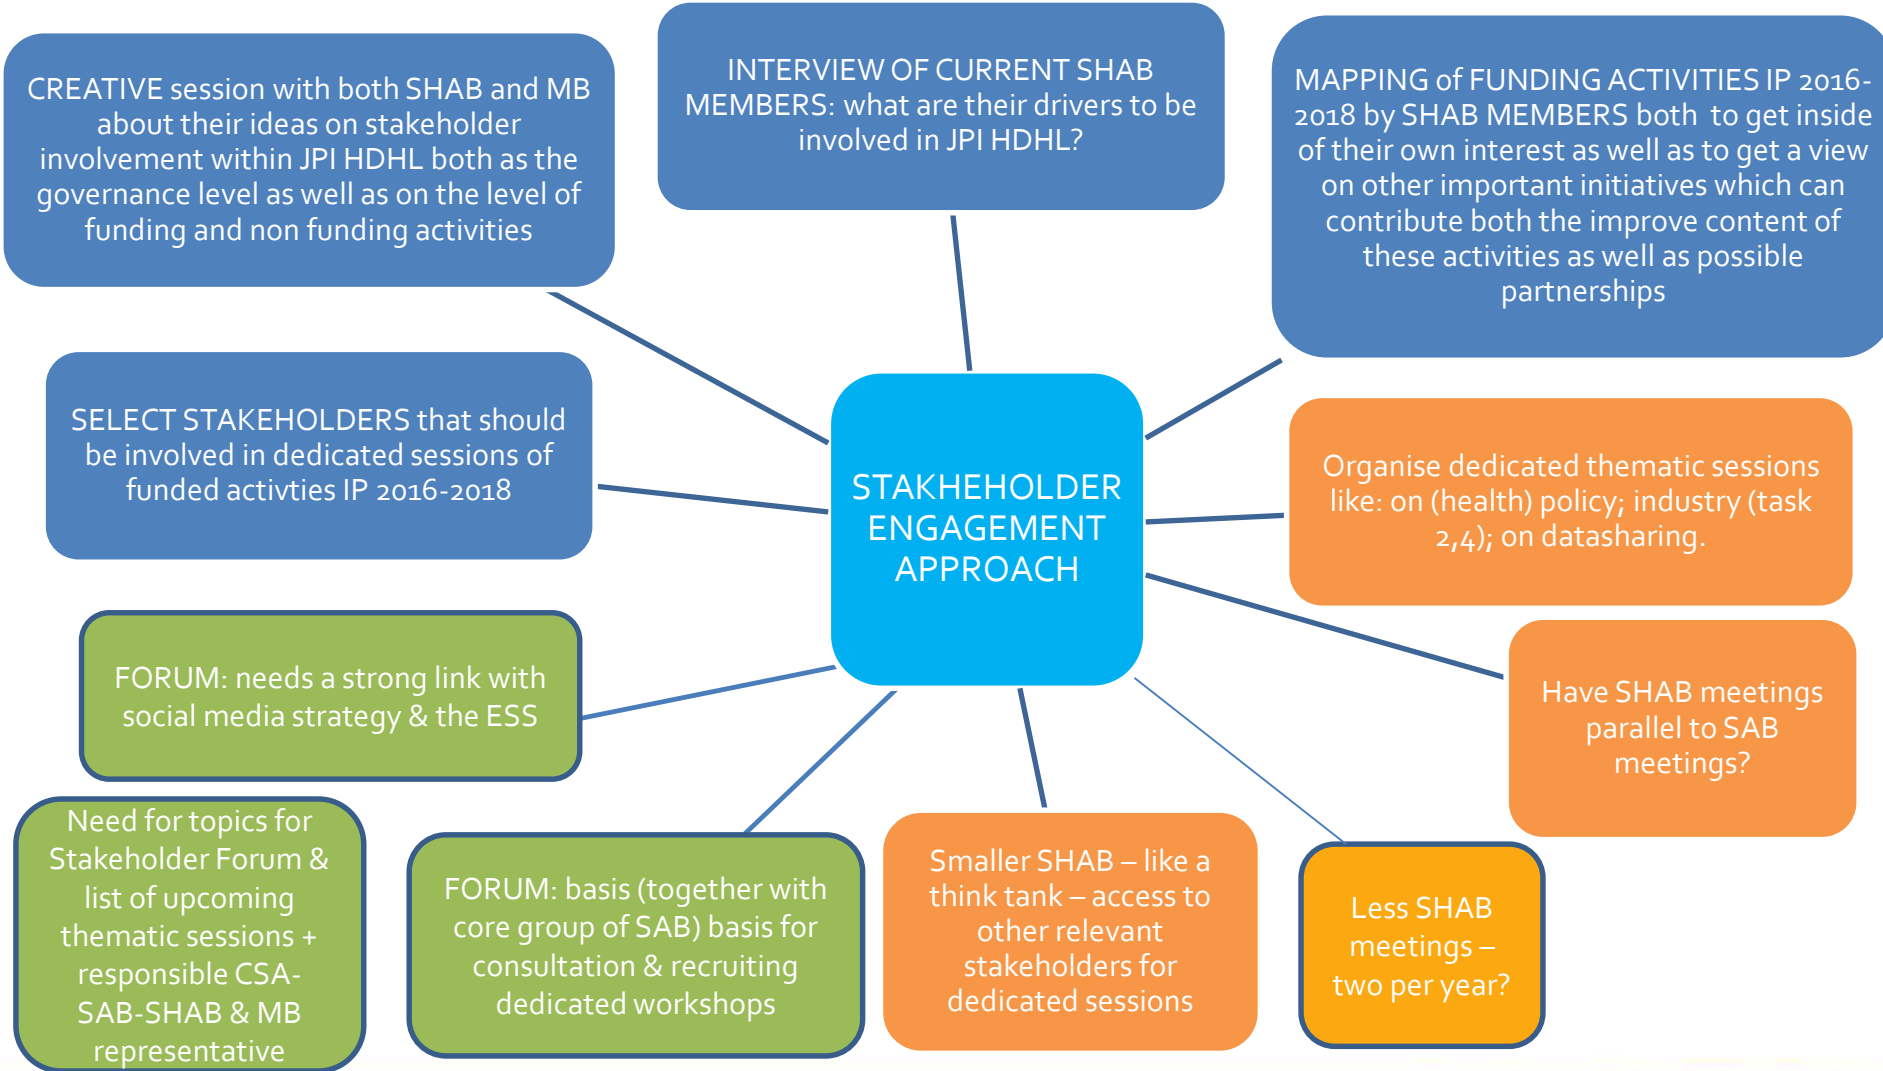 CREATIVE session with both SHAB and MB
about their ideas on stakeholder
involvement within JPI HDHL both as the
governance level as well as on the level of
funding and non funding activities
INTERVIEW OF CURRENT SHAB
MEMBERS: what are their drivers to be
involved in JPI HDHL?
MAPPING of FUNDING ACTIVITIES IP 2016-
2018 by SHAB MEMBERS both to get inside
of their own interest as well as to get a view
on other important initiatives which can
contribute both the improve content of
these activities as well as possible
partnerships
SELECT STAKEHOLDERS that should
be involved in dedicated sessions of
funded activties IP 2016-2018
STAKHEHOLDER
ENGAGEMENT
APPROACH
Organise dedicated thematic sessions
like: on (health) policy; industry (task
2,4); on datasharing.
FORUM: needs a strong link with
social media strategy & the ESS
Have SHAB meetings
parallel to SAB
meetings?
Need for topics for
Stakeholder Forum &
list of upcoming
thematic sessions +
responsible CSA-
SAB-SHAB & MB
representative
FORUM: basis (together with
core group of SAB) basis for
consultation & recruiting
dedicated workshops
Smaller SHAB – like a
think tank – access to
other relevant
stakeholders for
dedicated sessions
Less SHAB
meetings –
two per year?